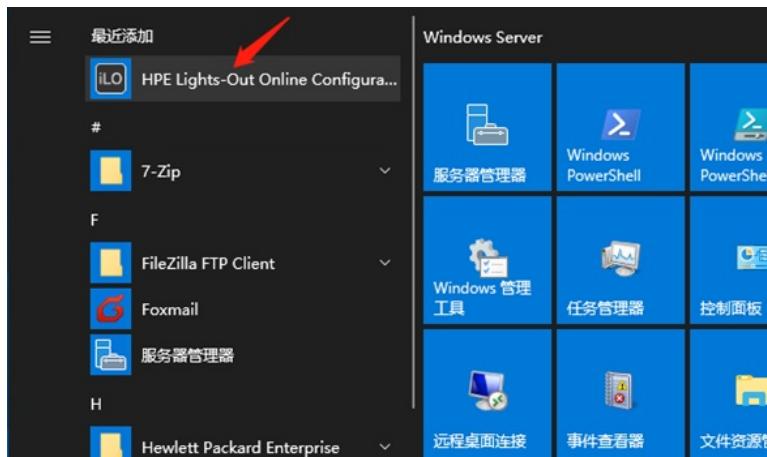 最近添加
iLO
HPE Lights-Out Online Configura...
#
7-Zip
F
FileZilla FTP Client
Foxmail
服务器管理器
H
Hewlett Packard Enterprise
Windows Server
服务器管理器
Windows
PowerShell
Windows
PowerShe
Windows 管理
工具
任务管理器
控制面板
远程桌面连接
事件查看器
文件资源管